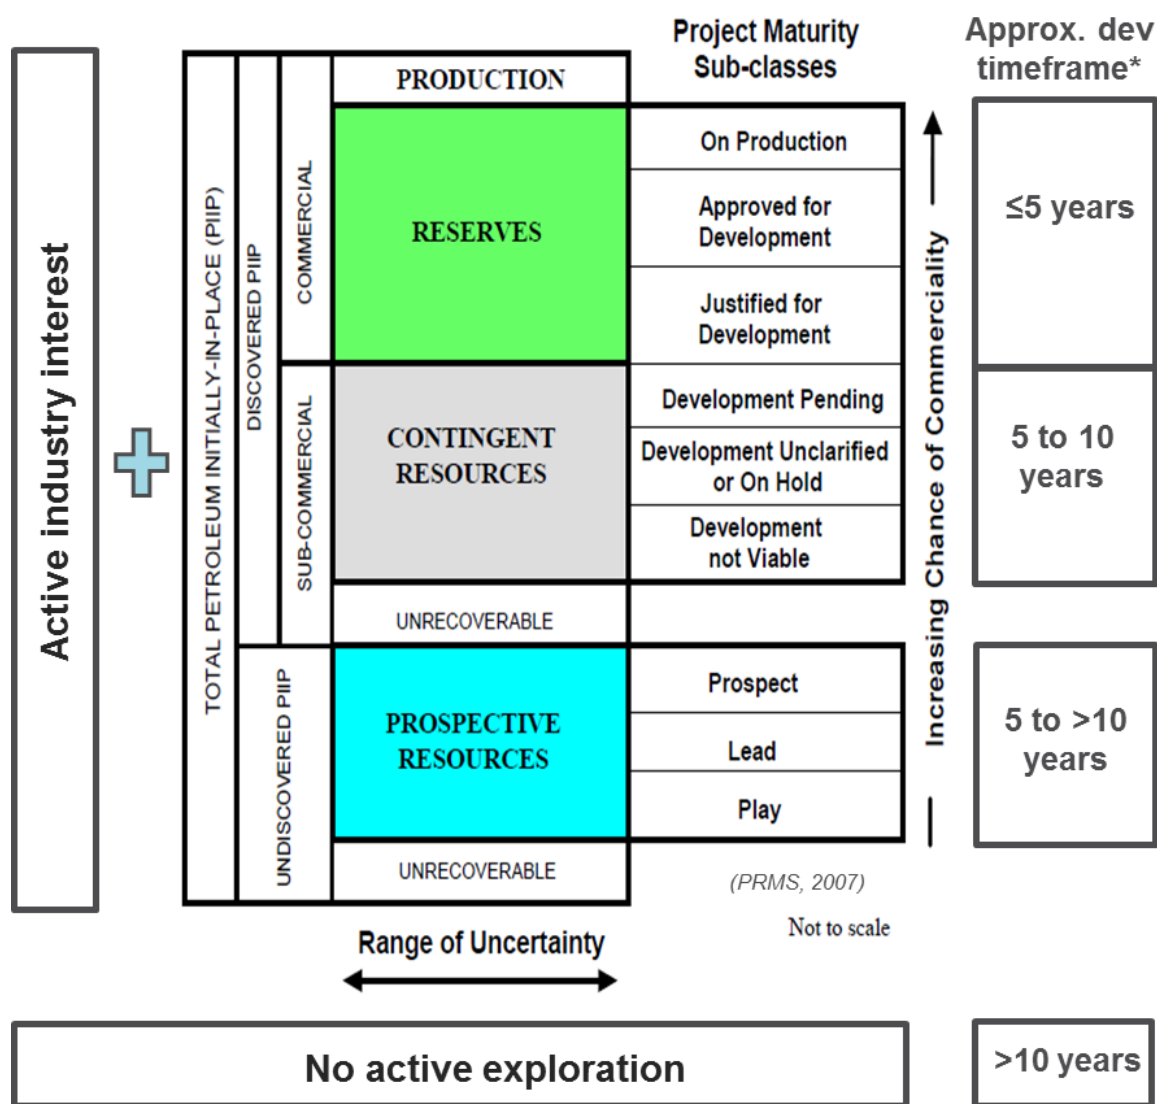 Project Maturity
Sub-classes
Approx. dev
timeframe*
Active industry interest
TOTAL PETROLEUM INITIALLY-IN-PLACE (PIIP)
DISCOVERED PIIP
COMMERCIAL
PRODUCTION
RESERVES
On Production
Approved for
Development
Justified for
Development
≤5 years
SUB-COMMERCIAL
CONTINGENT
RESOURCES
Development Pending
Development Unclarified
or On Hold
Development
not Viable
5 to 10
years
UNRECOVERABLE
UNDISCOVERED PIIP
PROSPECTIVE
RESOURCES
Prospect
Lead
Play
5 to >10
years
UNRECOVERABLE
Increasing Chance of Commerciality
(PRMS, 2007)
Not to scale
Range of Uncertainty
No active exploration
>10 years